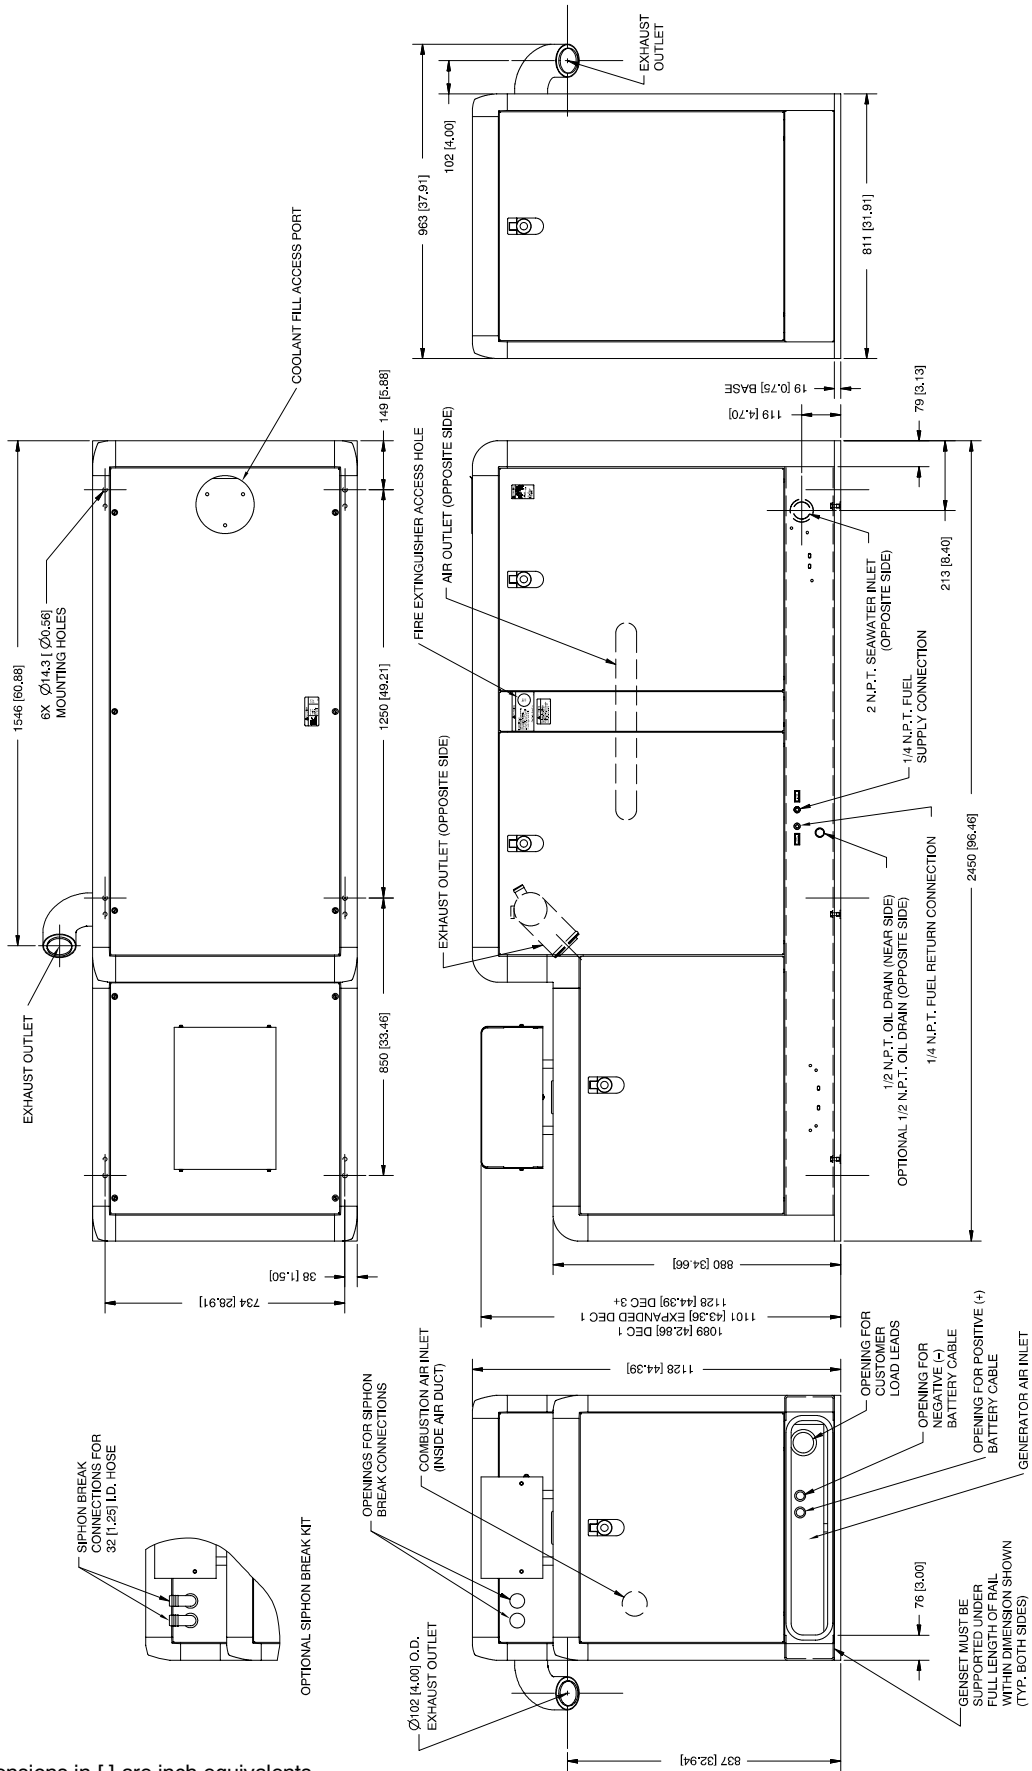 SIPHON BREAK
CONNECTIONS FOR
32 [1.25] I.D. HOSE
OPTIONAL SIPHON BREAK KIT
EXHAUST OUTLET
1546 [60.88]
6X Ø14.3 [ Ø0.56]
MOUNTING HOLES
COOLANT FILL ACCESS PORT
149 [5.88]
1250 [49.21]
850 [33.46]
38 [1.50]
734 [28.91]
963 [37.91]
102 [4.00]
EXHAUST
OUTLET
811 [31.91]
Ø102 [4.00] O.D.
EXHAUST OUTLET
OPENINGS FOR SIPHON
BREAK CONNECTIONS
COMBUSTION AIR INLET
(INSIDE AIR DUCT)
1128 [44.39]
837 [32.94]
76 [3.00]
GENSET MUST BE
SUPPORTED UNDER
FULL LENGTH OF RAIL
WITHIN DIMENSION SHOWN
(TYP. BOTH SIDES)
OPENING FOR
CUSTOMER
LOAD LEADS
OPENING FOR
NEGATIVE (-)
BATTERY CABLE
OPENING FOR POSITIVE (+)
BATTERY CABLE
GENERATOR AIR INLET
1089 [42.86] DEC 1
1101 [43.36] EXPANDED DEC 1
1128 [44.39] DEC 3+
880 [34.66]
EXHAUST OUTLET (OPPOSITE SIDE)
FIRE EXTINGUISHER ACCESS HOLE
AIR OUTLET (OPPOSITE SIDE)
119 [4.70]
19 [0.75] BASE
79 [3.13]
213 [8.40]
2450 [96.46]
1/2 N.P.T. OIL DRAIN (NEAR SIDE)
OPTIONAL 1/2 N.P.T. OIL DRAIN (OPPOSITE SIDE)
1/4 N.P.T. FUEL RETURN CONNECTION
1/4 N.P.T. FUEL
SUPPLY CONNECTION
2 N.P.T. SEAWATER INLET
(OPPOSITE SIDE)
ensions in [ ] are inch equivalents